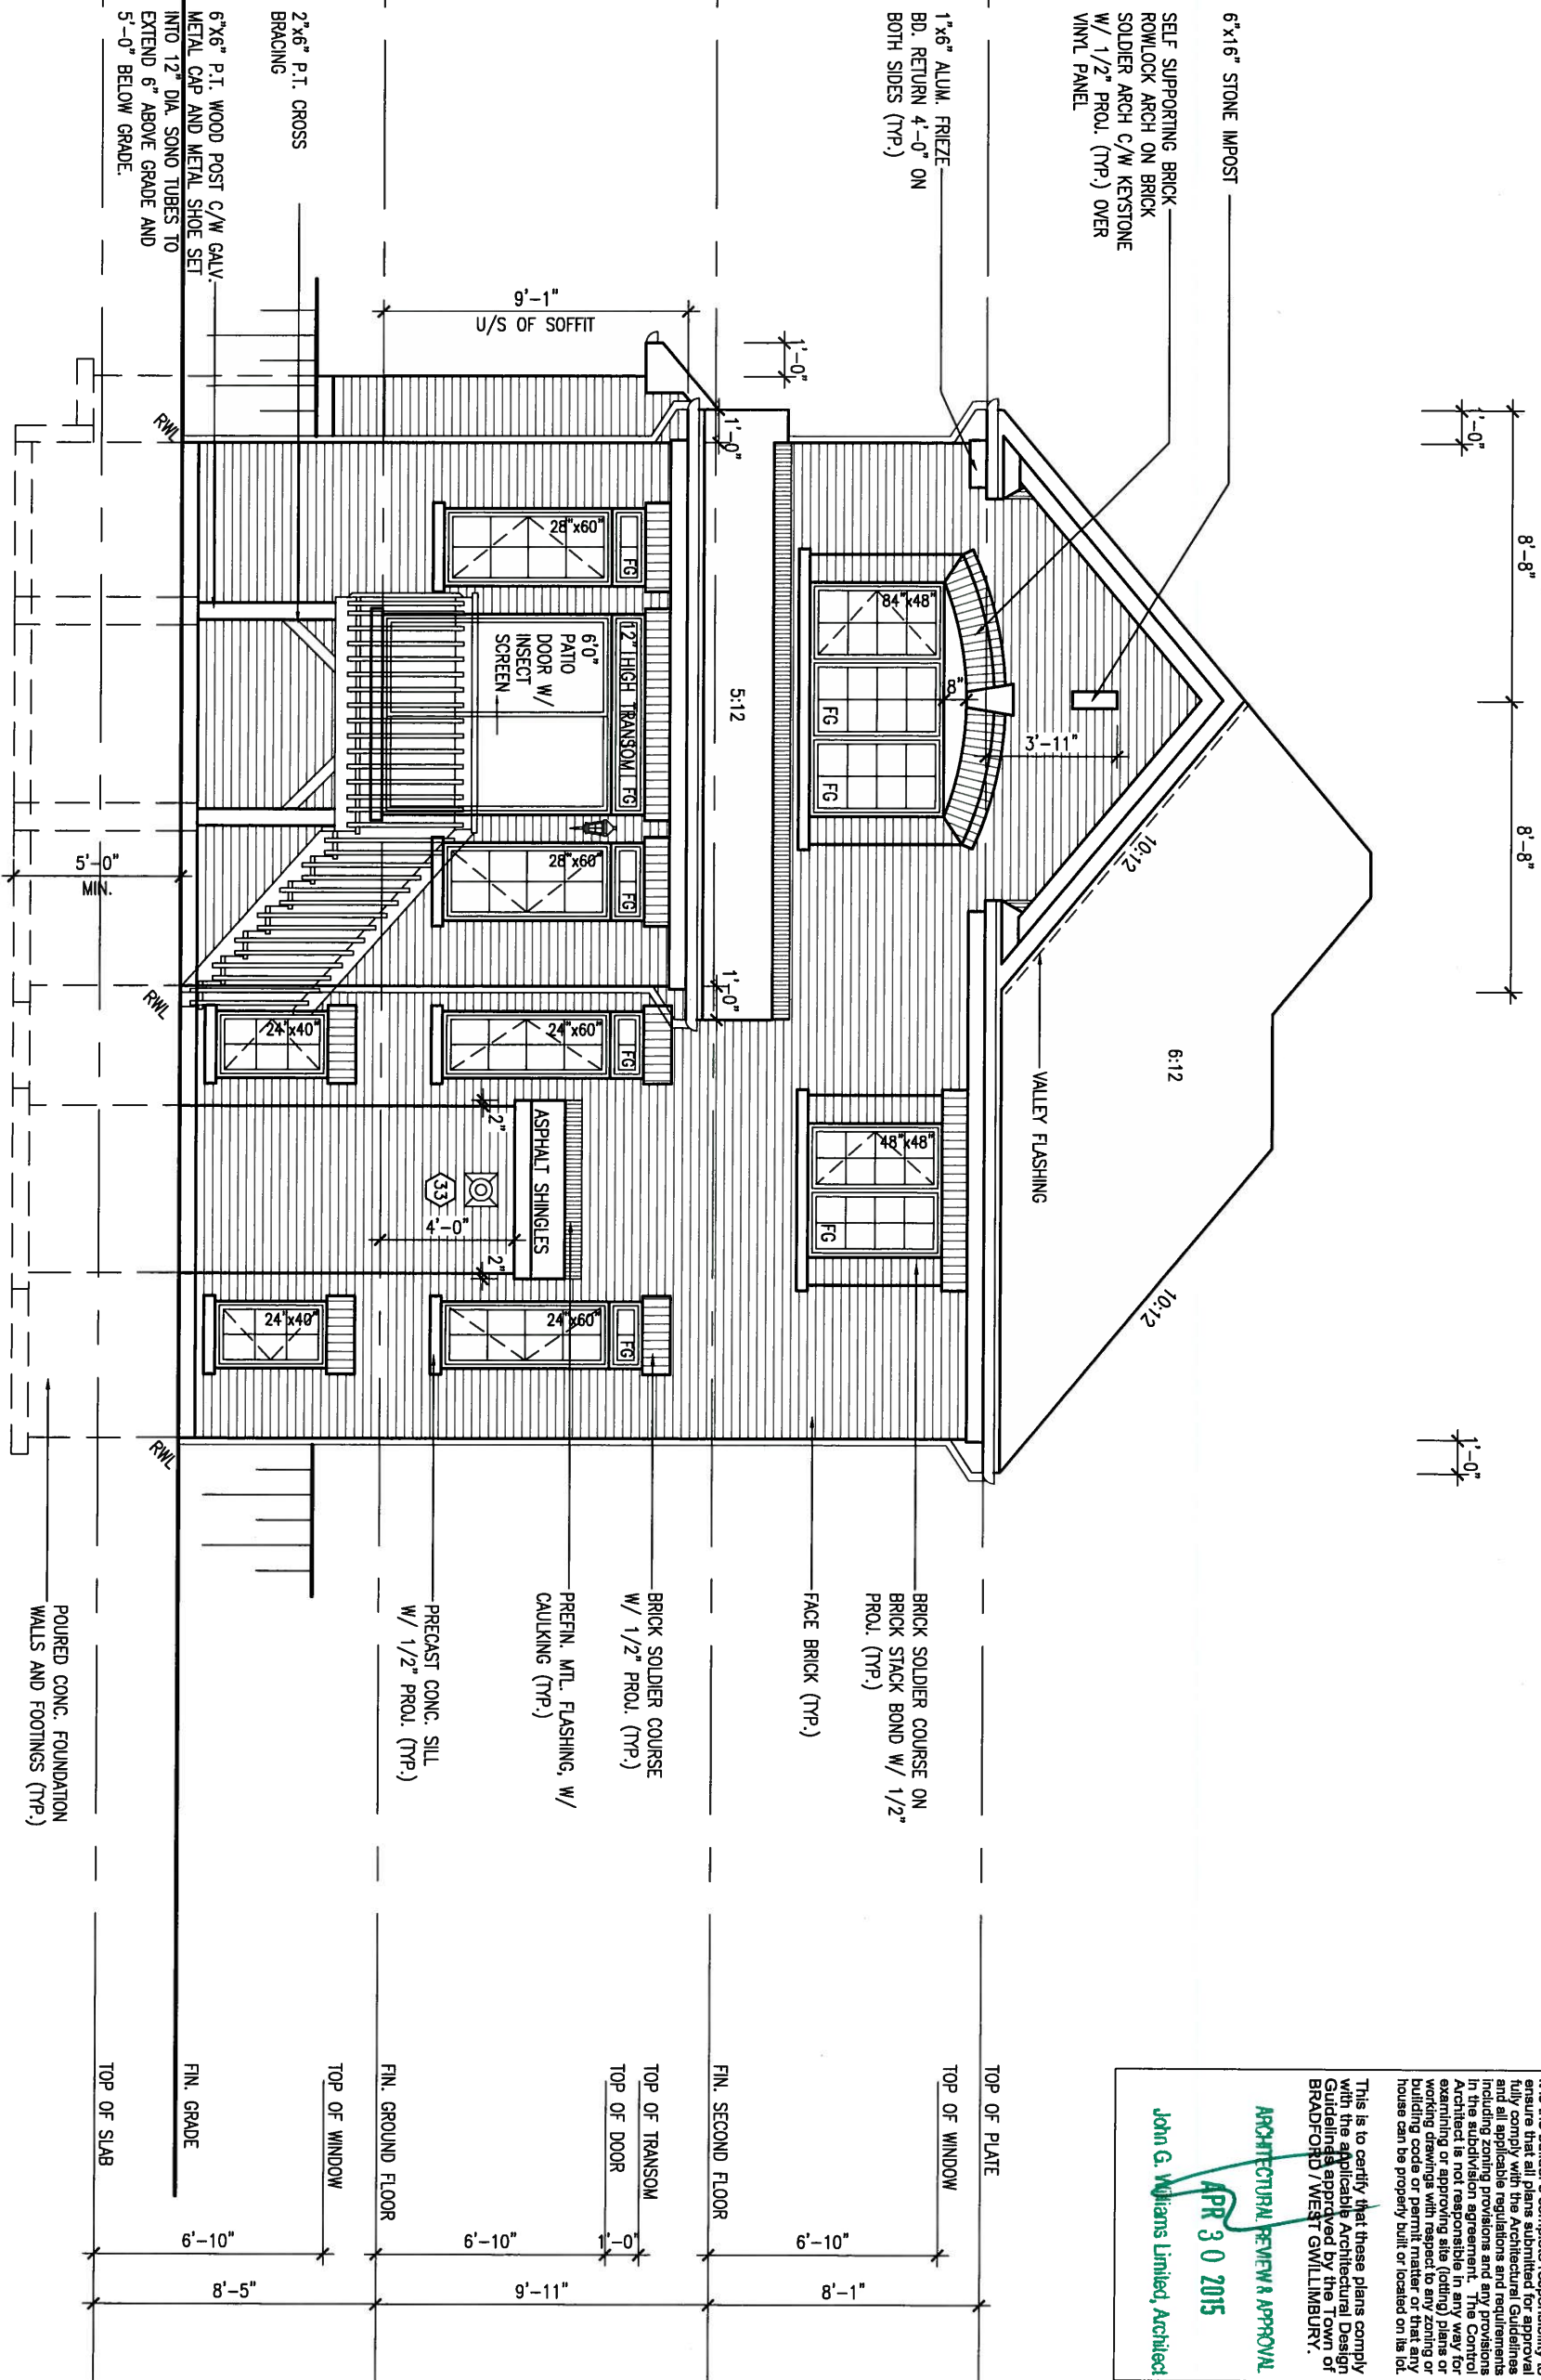 6"x16" STONE IMPOST
SELF SUPPORTING BRICK
ROWLOCK ARCH ON BRICK
SOLDIER ARCH C/W KEYSTONE
W/ 1/2" PROJ. (TYP.) OVER
VINYL PANEL
1"x6" ALUM. FRIEZE
BD. RETURN 4'-0" ON
BOTH SIDES (TYP.)
2"x6" P.T. CROSS
BRACING
6"X6" P.T. WOOD POST C/W GALV.
METAL CAP AND METAL SHOE SET
INTO 12" DIA. SONO TUBES TO
EXTEND 6" ABOVE GRADE AND
5'-0" BELOW GRADE.
8'-8"
8'-8"
1'-0"
1'-0"
1'-0"
1'-0"
1'-0"
9'-1"
U/S OF SOFFIT
3'-11"
8"
10:12
6:12
10:12
5:12
VALLEY FLASHING
84"x48"
FG
FG
48"x48"
FG
28"x60"
FG
12" HIGH TRANSOM FG
6'0"
PATIO
DOOR W/
INSECT
SCREEN
28"x60"
FG
24"x60"
FG
24"x60"
FG
24"x40"
24"x40"
ASPHALT SHINGLES
2"
2"
33
4'-0"
RWL
RWL
RWL
5'-0"
MIN.
BRICK SOLDIER COURSE ON
BRICK STACK BOND W/ 1/2"
PROJ. (TYP.)
FACE BRICK (TYP.)
BRICK SOLDIER COURSE
W/ 1/2" PROJ. (TYP.)
PREFIN. MTL. FLASHING, W/
CAULKING (TYP.)
PRECAST CONC. SILL
W/ 1/2" PROJ. (TYP.)
POURED CONC. FOUNDATION
WALLS AND FOOTINGS (TYP.)
TOP OF PLATE
TOP OF WINDOW
FIN. SECOND FLOOR
TOP OF TRANSOM
TOP OF DOOR
FIN. GROUND FLOOR
TOP OF WINDOW
FIN. GRADE
TOP OF SLAB
6'-10"
8'-1"
1'-0"
6'-10"
9'-11"
6'-10"
8'-5"
ensure that all plans submitted for approval
fully comply with the Architectural Guidelines
and all applicable regulations and requirements
including zoning provisions and any provisions
in the subdivision agreement. The Control
Architect is not responsible in any way for
examining or approving site (lotting) plans or
working drawings with respect to any zoning or
building code or permit matter or that any
house can be properly built or located on its lot.
This is to certify that these plans comply
with the applicable Architectural Design
Guidelines approved by the Town of
BRADFORD / WEST GWILLIMBURY.
ARCHITECTURAL REVIEW & APPROVAL
APR 30 2015
John G. Williams Limited, Architect